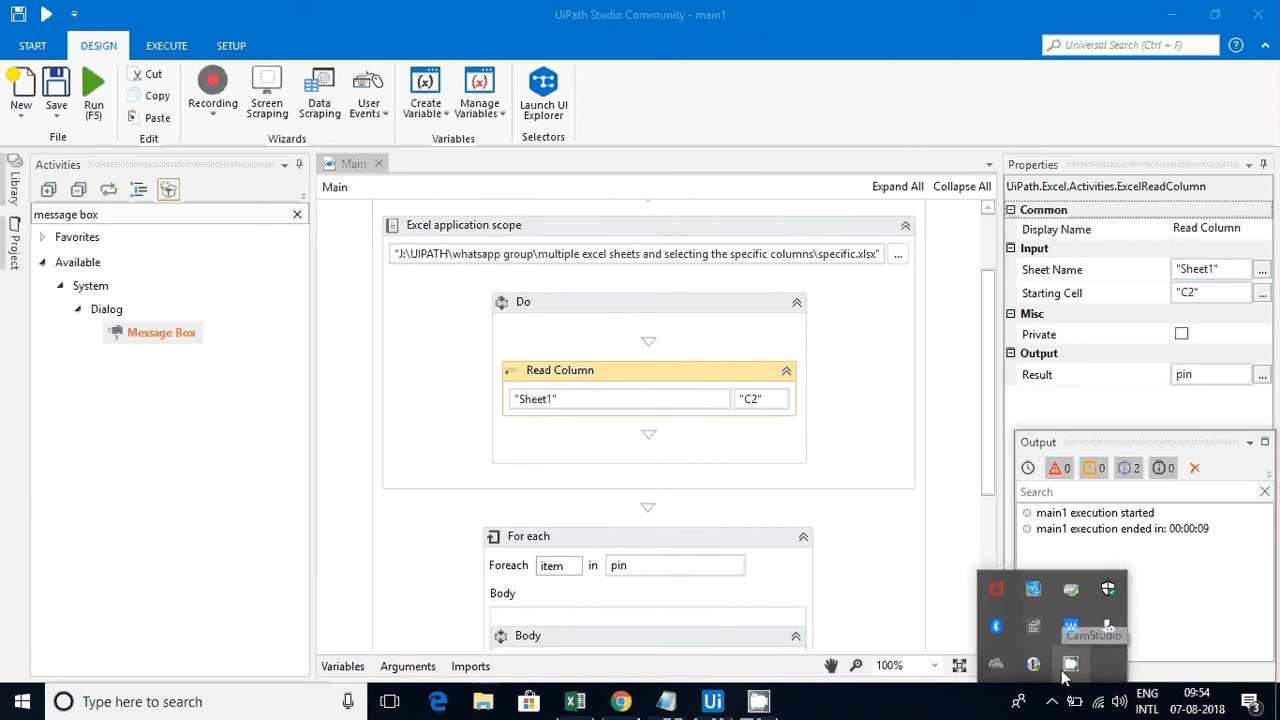 UiPath Studio Community - main1
START
DESIGN
EXECUTE
SETUP
Universal Search (Ctrl + F)
New
Save
Run
(F5)
Cut
Copy
Paste
Recording
Screen
Scraping
Data
Scraping
User
Events
Create
Variable
Manage
Variables
Launch UI
Explorer
File
Edit
Wizards
Variables
Selectors
Library
Project
Activities
message box
Favorites
Available
System
Dialog
Message Box
Main
Main
Expand All
Collapse All
Excel application scope
"J:\UIPATH\whatsapp group\multiple excel sheets and selecting the specific columns\specific.xlsx"
...
Do
Read Column
"Sheet1"
"C2"
For each
Foreach
item
in
pin
Body
Body
Variables
Arguments
Imports
100%
Properties
UiPath.Excel.Activities.ExcelReadColumn
Common
Display Name
Read Column
Input
Sheet Name
"Sheet1"
...
Starting Cell
"C2"
...
Misc
Private
Output
Result
pin
...
Output
0
0
2
0
Search
main1 execution started
main1 execution ended in: 00:00:09
CamStudio
Type here to search
Ui
ENG
INTL
09:54
07-08-2018
3